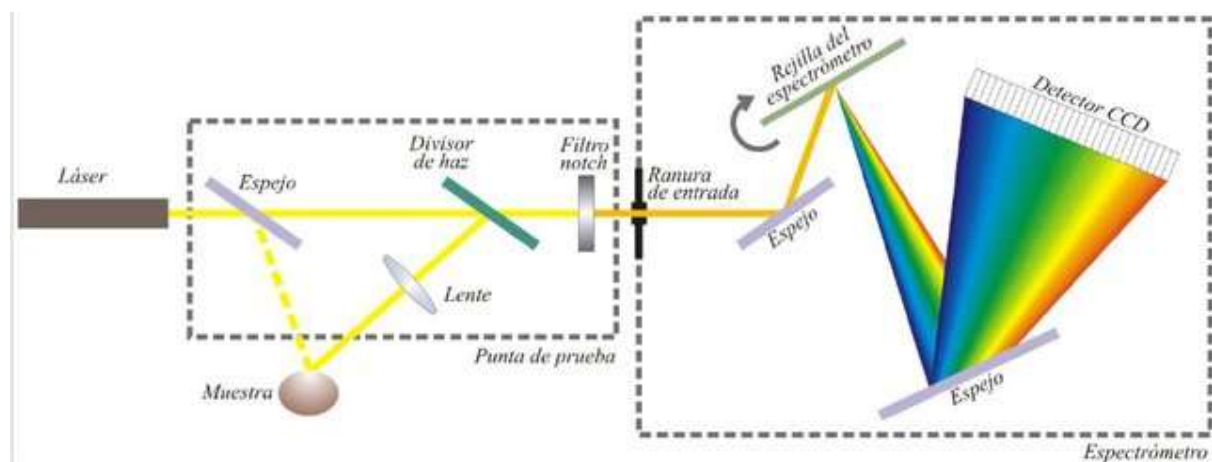 Láser
Espejo
Divisor
de haz
Filtro
notch
Lente
Muestra
Punta de prueba
Ranura
de entrada
Espejo
Rejilla del
espectrómetro
Detector CCD
Espejo
Espectrómetro